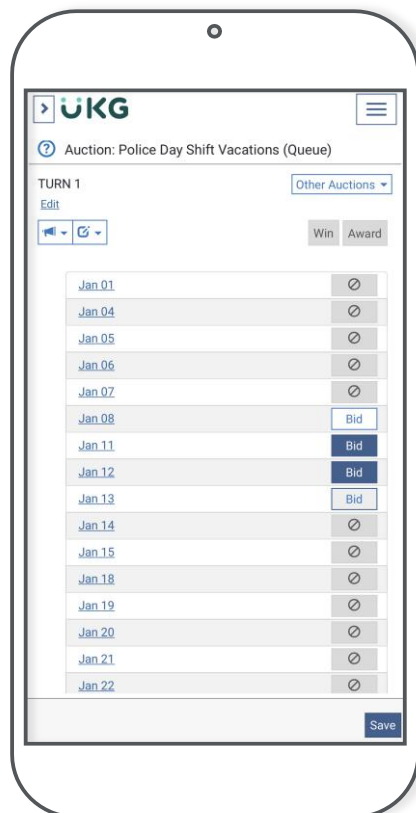 UKG
Auction: Police Day Shift Vacations (Queue)
TURN 1 Other Auctions
Edit
Win Award
Jan 01
Jan 04
Jan 05
Jan 06
Jan 07
Jan 08 Bid
Jan 11 Bid
Jan 12 Bid
Jan 13 Bid
Jan 14
Jan 15
Jan 18
Jan 19
Jan 20
Jan 21
Jan 22
Save